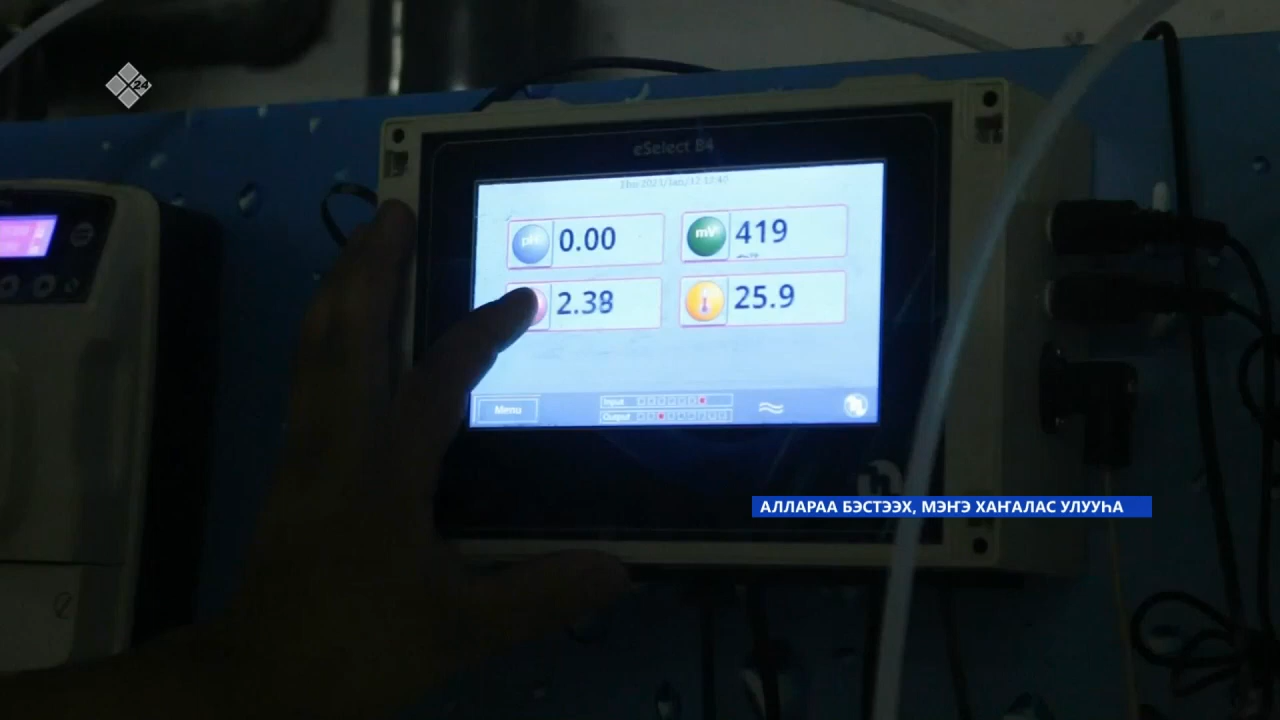 24
eSelect B4
pH 0.00
mV 419
2.38
25.9
Menu
Input
Output
АЛЛАРАА БЭСТЭЭХ, МЭҤЭ ХАҤАЛАС УЛУУҺА